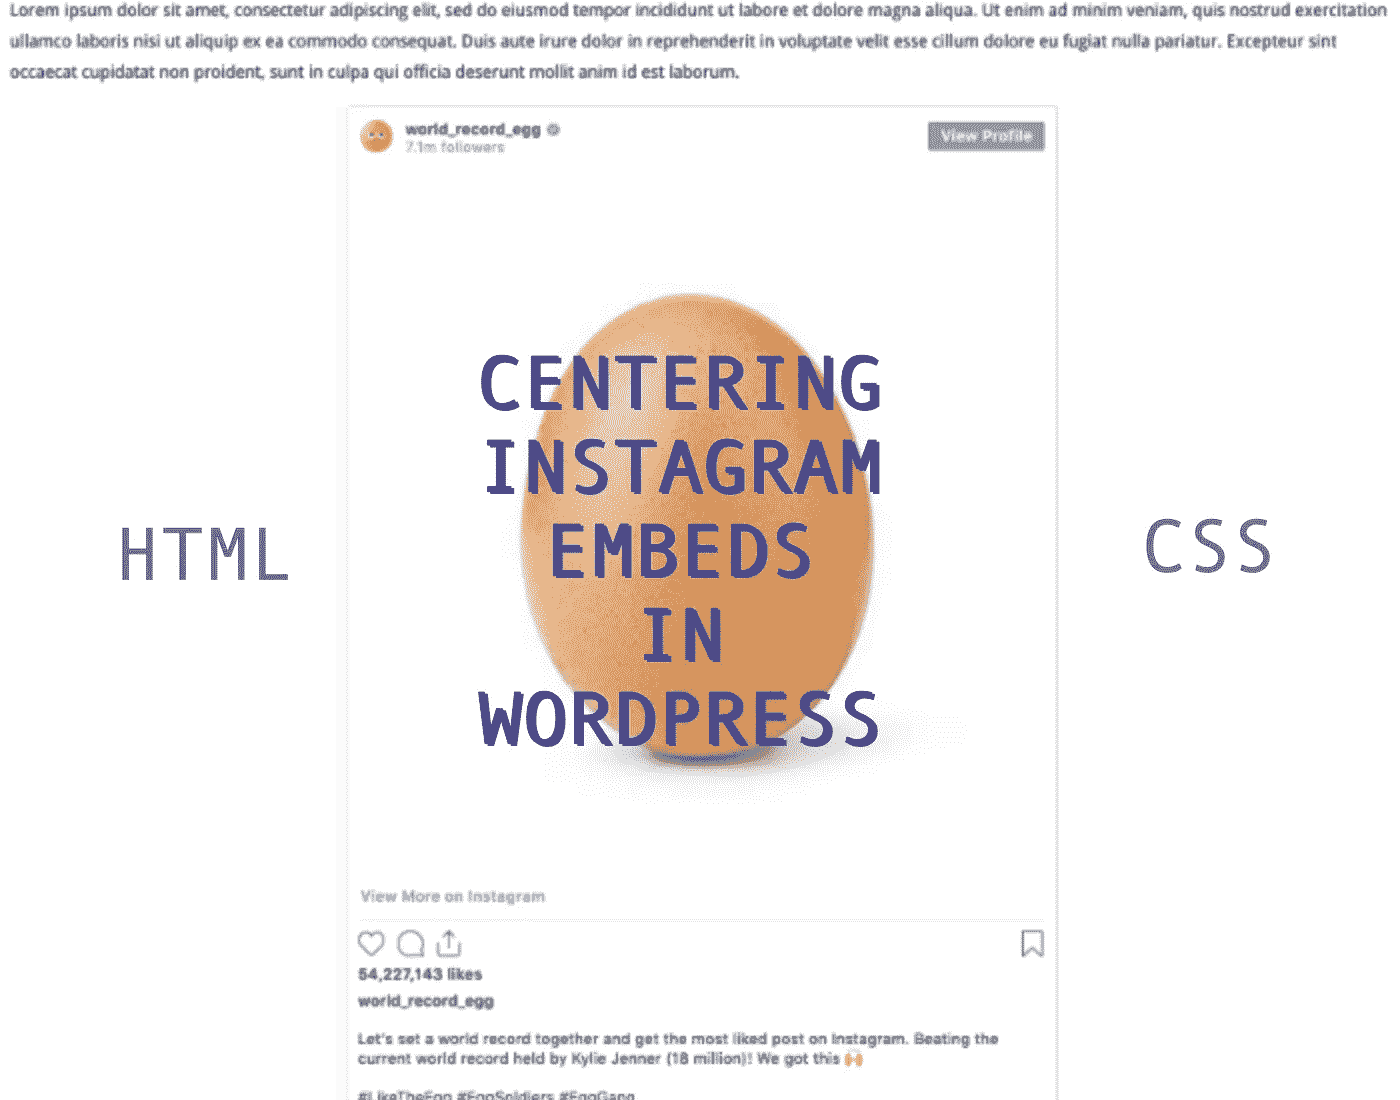 Lorem ipsum dolor sit amet, consectetur adipiscing elit, sed do eiusmod tempor incididunt ut labore et dolore magna aliqua. Ut enim ad minim veniam, quis nostrud exercitation
ullamco laboris nisi ut aliquip ex ea commodo consequat. Duis aute irure dolor in reprehenderit in voluptate velit esse cillum dolore eu fugiat nulla pariatur. Excepteur sint
occaecat cupidatat non proident, sunt in culpa qui officia deserunt mollit anim id est laborum.
world_record_egg
7.1m followers
View Profile
CENTERING
INSTAGRAM
EMBEDS
IN
WORDPRESS
HTML
CSS
View More on Instagram
54,227,143 likes
world_record_egg
Let's set a world record together and get the most liked post on Instagram. Beating the
current world record held by Kylie Jenner (18 million)! We got this 🙌
#LikeTheEgg #EggSoldiers #EggGang